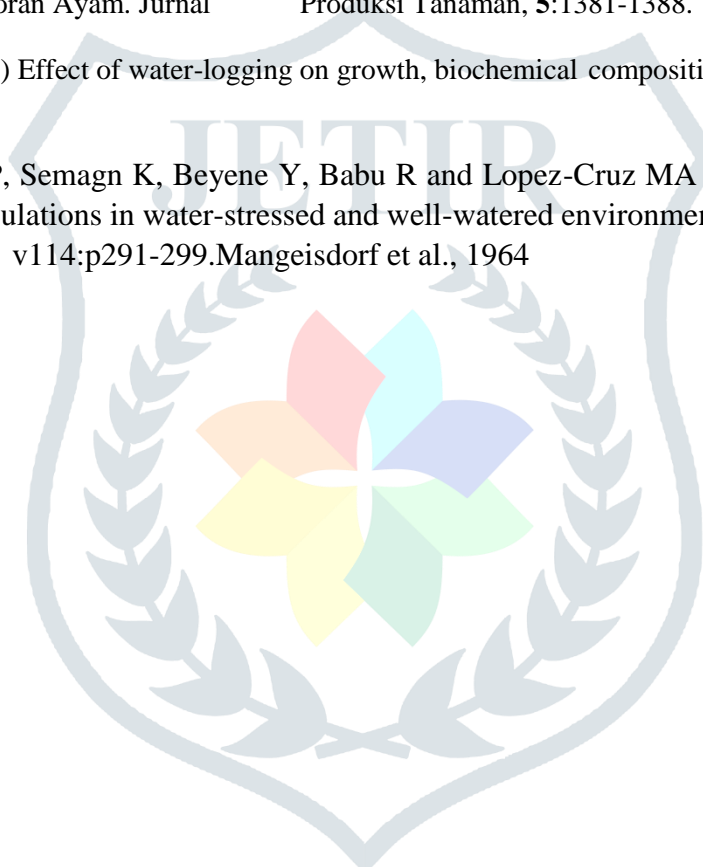 oran Ayam. Jurnal Produksi Tanaman, 5:1381-1388.
) Effect of water-logging on growth, biochemical compositi
JETIR
, Semagn K, Beyene Y, Babu R and Lopez-Cruz MA
ulations in water-stressed and well-watered environme
v114:p291-299.Mangeisdorf et al., 1964